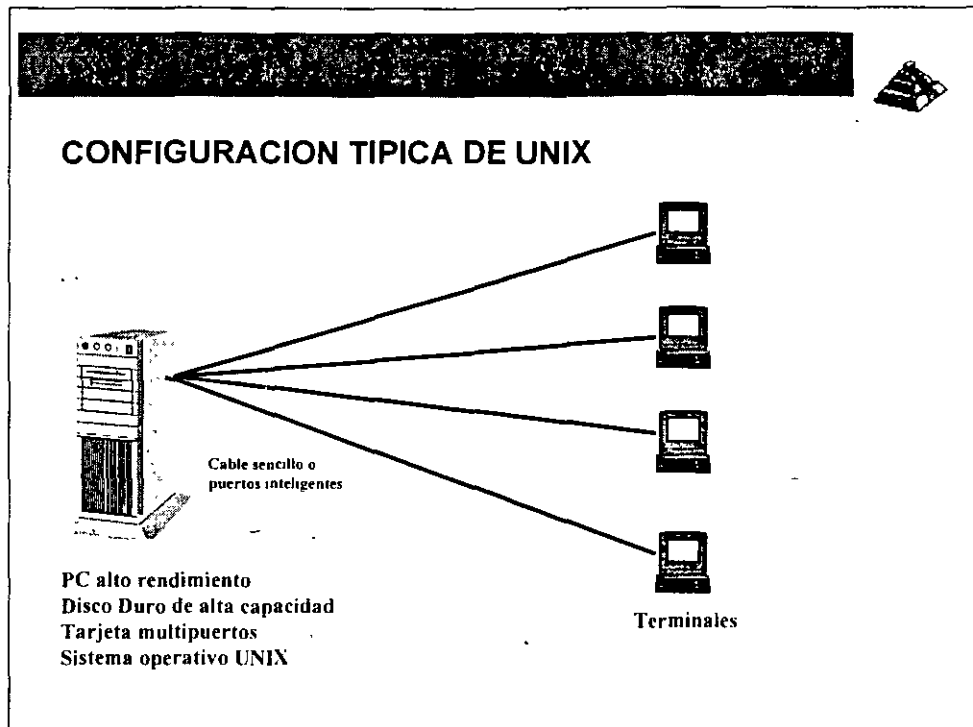 CONFIGURACION TIPICA DE UNIX
Cable sencillo o
puertos inteligentes
PC alto rendimiento
Disco Duro de alta capacidad
Tarjeta multipuertos
Sistema operativo UNIX
Terminales